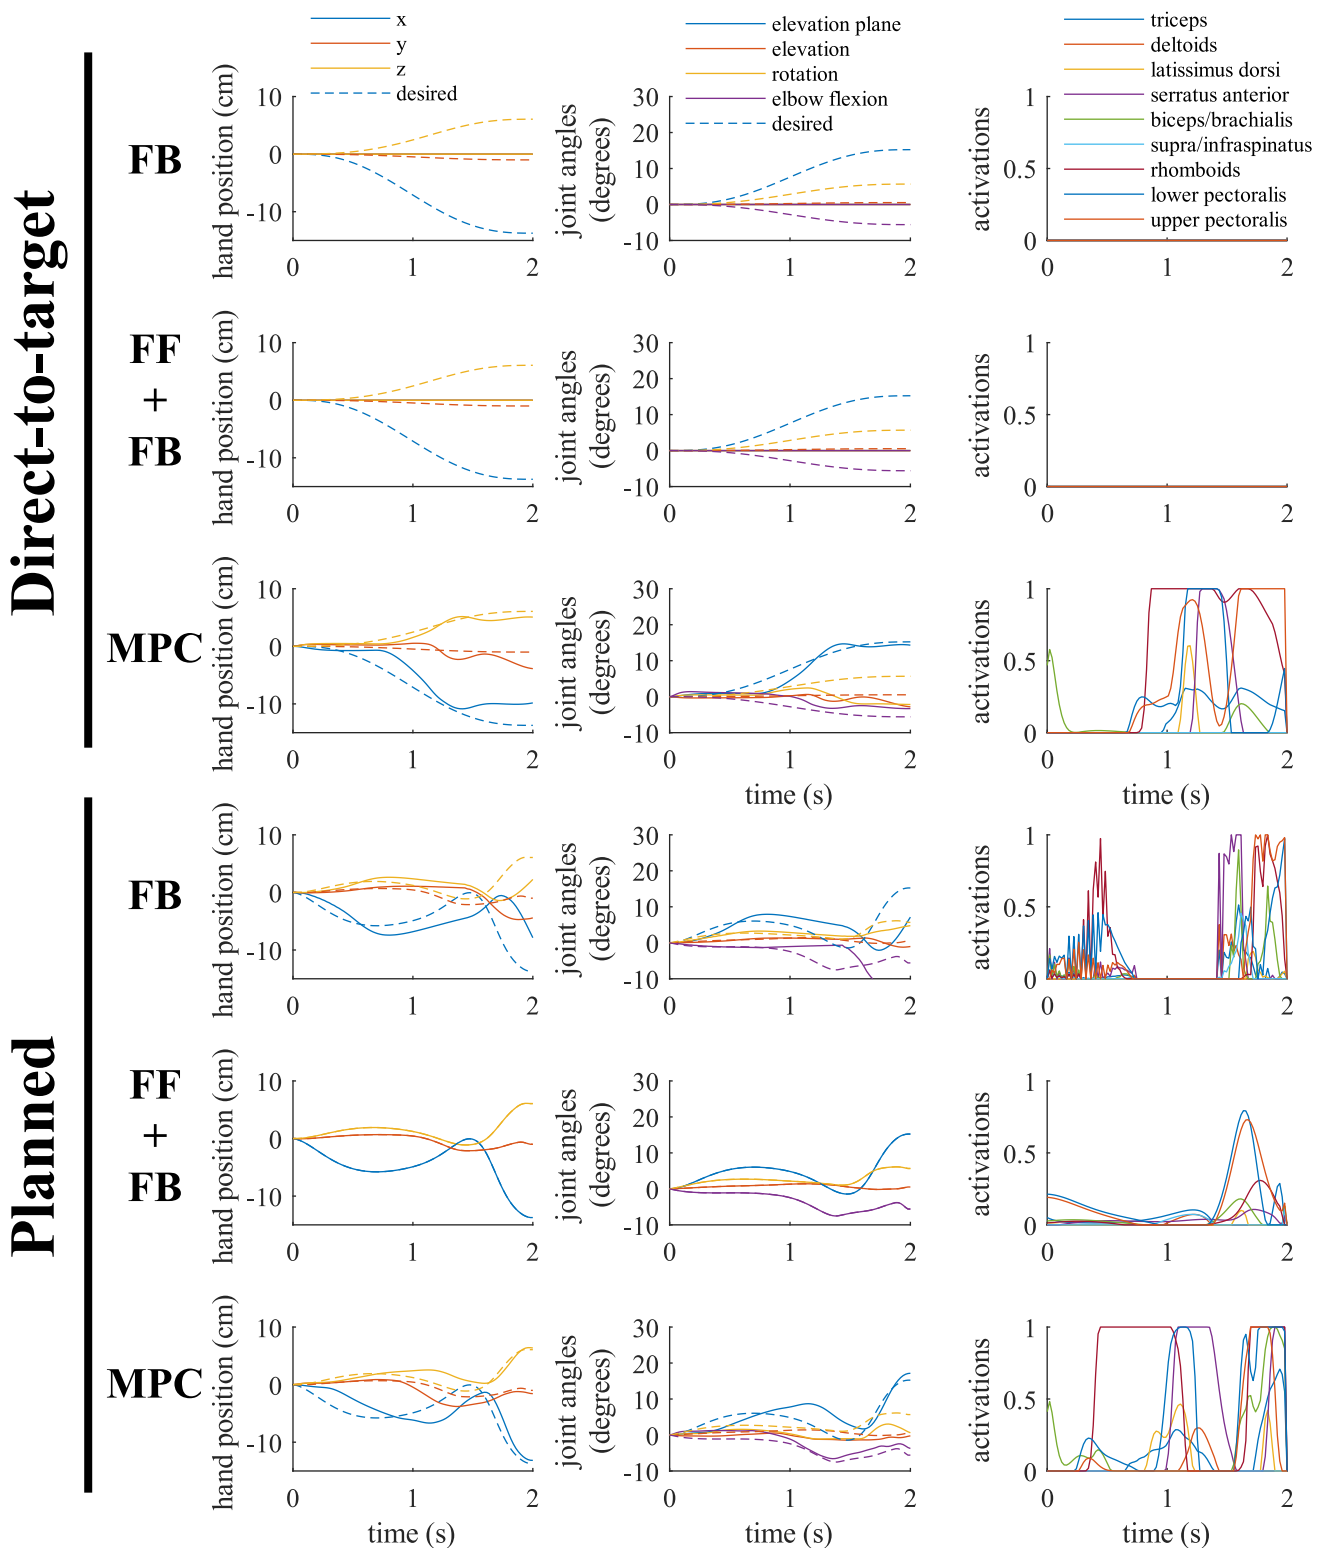 x
y
z
desired
elevation plane
elevation
rotation
elbow flexion
desired
triceps
deltoids
latissimus dorsi
serratus anterior
biceps/brachialis
supra/infraspinatus
rhomboids
lower pectoralis
upper pectoralis
Direct-to-target
FB
hand position (cm)
10
0
-10
0 1 2
joint angles
(degrees)
30
20
10
0
-10
0 1 2
activations
1
0.5
0
0 1 2
FF
+
FB
hand position (cm)
10
0
-10
0 1 2
joint angles
(degrees)
30
20
10
0
-10
0 1 2
activations
1
0.5
0
0 1 2
MPC
hand position (cm)
10
0
-10
0 1 2
joint angles
(degrees)
30
20
10
0
-10
0 1 2
time (s)
activations
1
0.5
0
0 1 2
time (s)
Planned
FB
hand position (cm)
10
0
-10
0 1 2
joint angles
(degrees)
30
20
10
0
-10
0 1 2
activations
1
0.5
0
0 1 2
FF
+
FB
hand position (cm)
10
0
-10
0 1 2
joint angles
(degrees)
30
20
10
0
-10
0 1 2
activations
1
0.5
0
0 1 2
MPC
hand position (cm)
10
0
-10
0 1 2
time (s)
joint angles
(degrees)
30
20
10
0
-10
0 1 2
time (s)
activations
1
0.5
0
0 1 2
time (s)